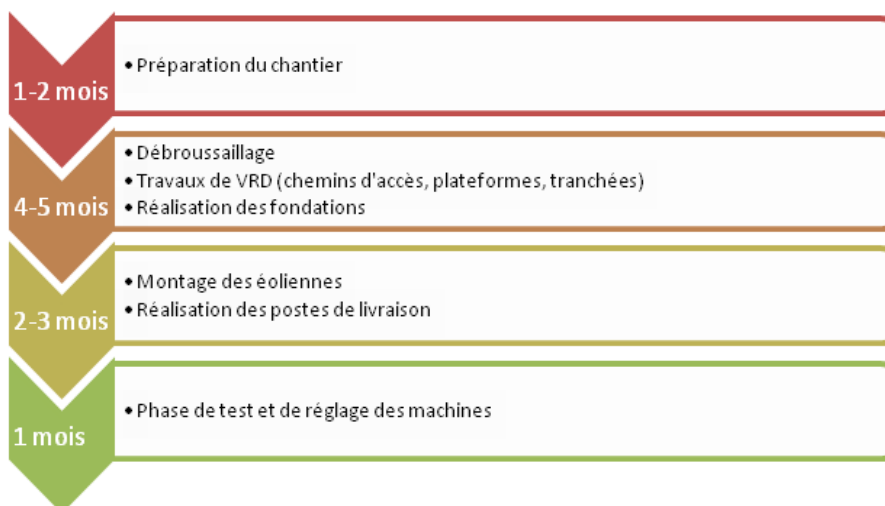 1-2 mois
• Préparation du chantier
4-5 mois
• Débroussaillage
• Travaux de VRD (chemins d'accès, plateformes, tranchées)
• Réalisation des fondations
2-3 mois
• Montage des éoliennes
• Réalisation des postes de livraison
1 mois
• Phase de test et de réglage des machines